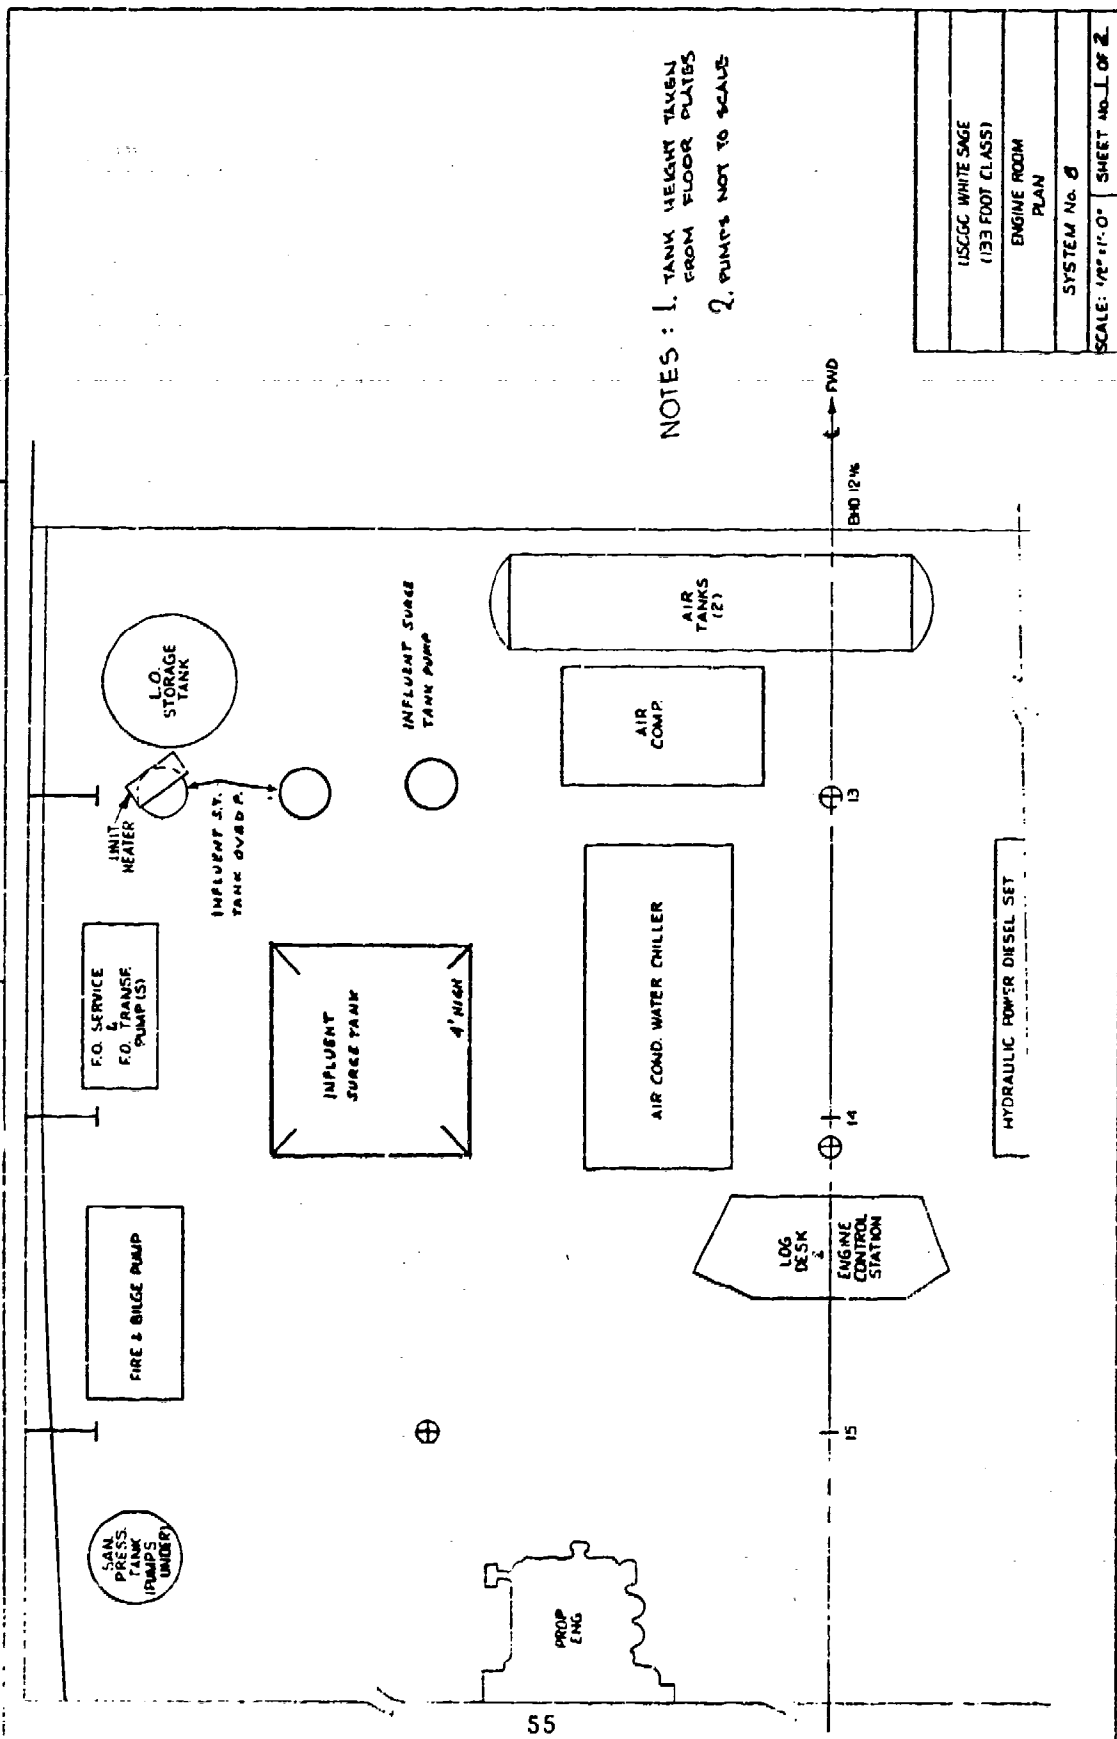 NOTES : 1. TANK HEIGHT TAKEN
FROM FLOOR PLATES
2. PUMPS NOT TO SCALE
SAN.
PRESS.
TANK
(PUMPS
UNDER)
FIRE & BILGE PUMP
F.O. SERVICE
&
F.O. TRANSF.
PUMP(S)
UNIT
HEATER
L.O.
STORAGE
TANK
INFLUENT S.T.
TANK OVBD P.
INFLUENT SURGE
TANK PUMP
INFLUENT
SURGE TANK
4' HIGH
AIR
TANKS
(2)
AIR
COMP.
AIR COND. WATER CHILLER
LOG
DESK
&
ENGINE
CONTROL
STATION
PROP
ENG
15
14
13
BHD 12⅝
FWD
HYDRAULIC POWER DIESEL SET
USCGC WHITE SAGE
(133 FOOT CLASS)
ENGINE ROOM
PLAN
SYSTEM No. 8
SCALE: 1/2"=1'-0"
SHEET No. 1 OF 2
55